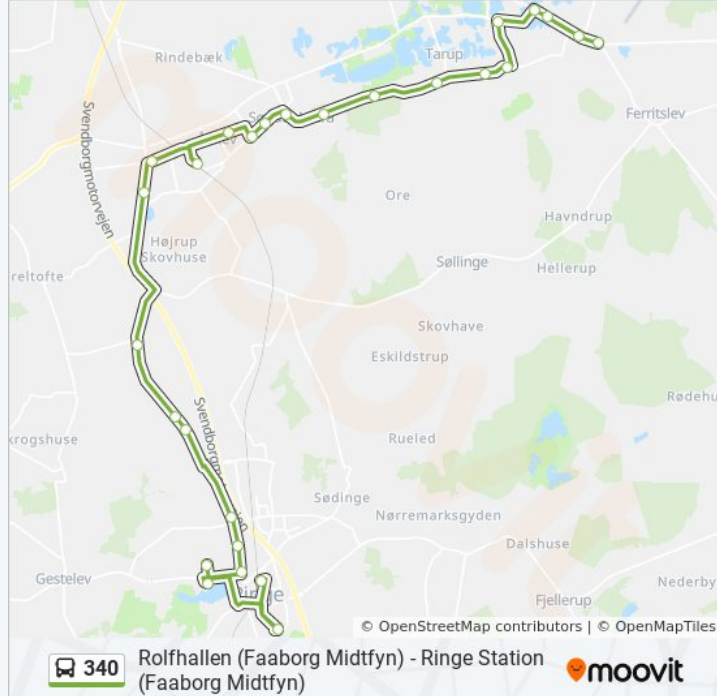 Rindebæk
Tarup
Svendborgmotorvejen
Ferritslev
Ore
Havndrup
Højrup
Skovhuse
Søllinge
Hellerup
reltofte
Skovhave
Eskildstrup
Rødehu
Svendborgm
krogshuse
Rueled
Sødinge
Nørremarksgyden
Dalshuse
Gestelev
Nederby
Fjellerup
© OpenStreetMap contributors | © OpenMapTiles
340
Rolfhallen (Faaborg Midtfyn) - Ringe Station
(Faaborg Midtfyn)
moovit